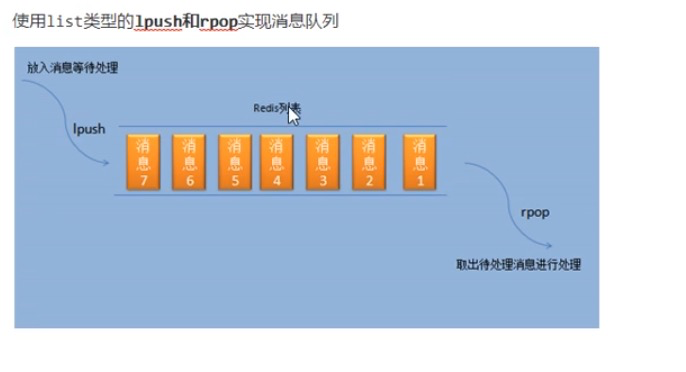 使用list类型的lpush和rpop实现消息队列
放入消息等待处理
Redis列表
lpush
消息7
消息6
消息5
消息4
消息3
消息2
消息1
rpop
取出待处理消息进行处理